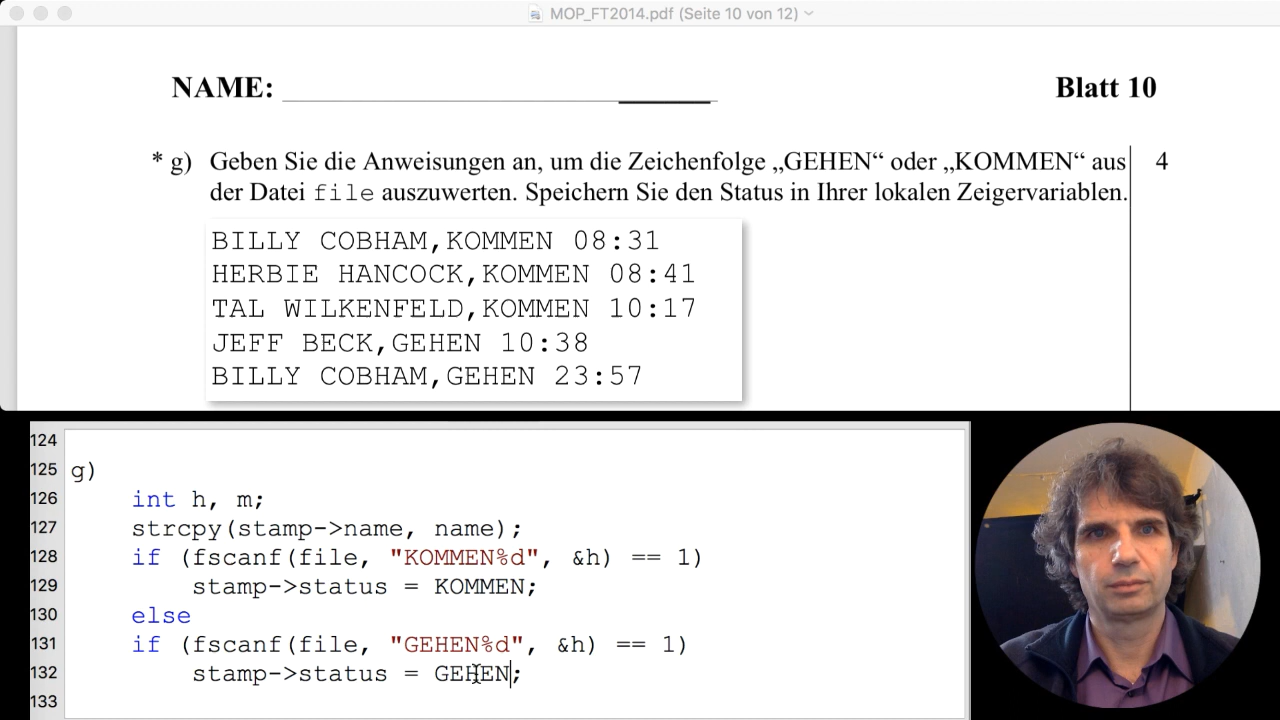 MOP_FT2014.pdf (Seite 10 von 12)
NAME: Blatt 10
* g) Geben Sie die Anweisungen an, um die Zeichenfolge „GEHEN“ oder „KOMMEN“ aus 4
der Datei file auszuwerten. Speichern Sie den Status in Ihrer lokalen Zeigervariablen.
BILLY COBHAM,KOMMEN 08:31
HERBIE HANCOCK,KOMMEN 08:41
TAL WILKENFELD,KOMMEN 10:17
JEFF BECK,GEHEN 10:38
BILLY COBHAM,GEHEN 23:57
124
125 g)
126 int h, m;
127 strcpy(stamp->name, name);
128 if (fscanf(file, "KOMMEN%d", &h) == 1)
129 stamp->status = KOMMEN;
130 else
131 if (fscanf(file, "GEHEN%d", &h) == 1)
132 stamp->status = GEHEN;
133